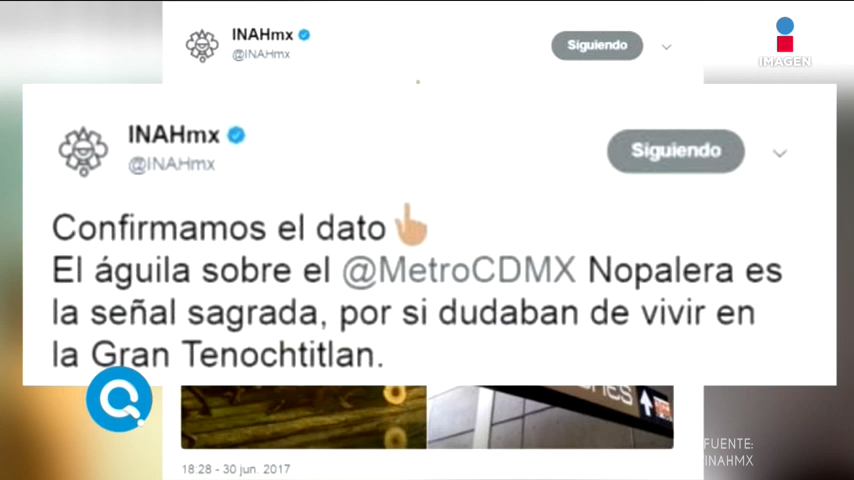 INAHmx
@INAHmx
Siguiendo
IMAGEN
INAHmx
@INAHmx
Siguiendo
Confirmamos el dato
El águila sobre el @MetroCDMX Nopalera es
la señal sagrada, por si dudaban de vivir en
la Gran Tenochtitlan.
18:28 - 30 jun. 2017
FUENTE:
INAHMX